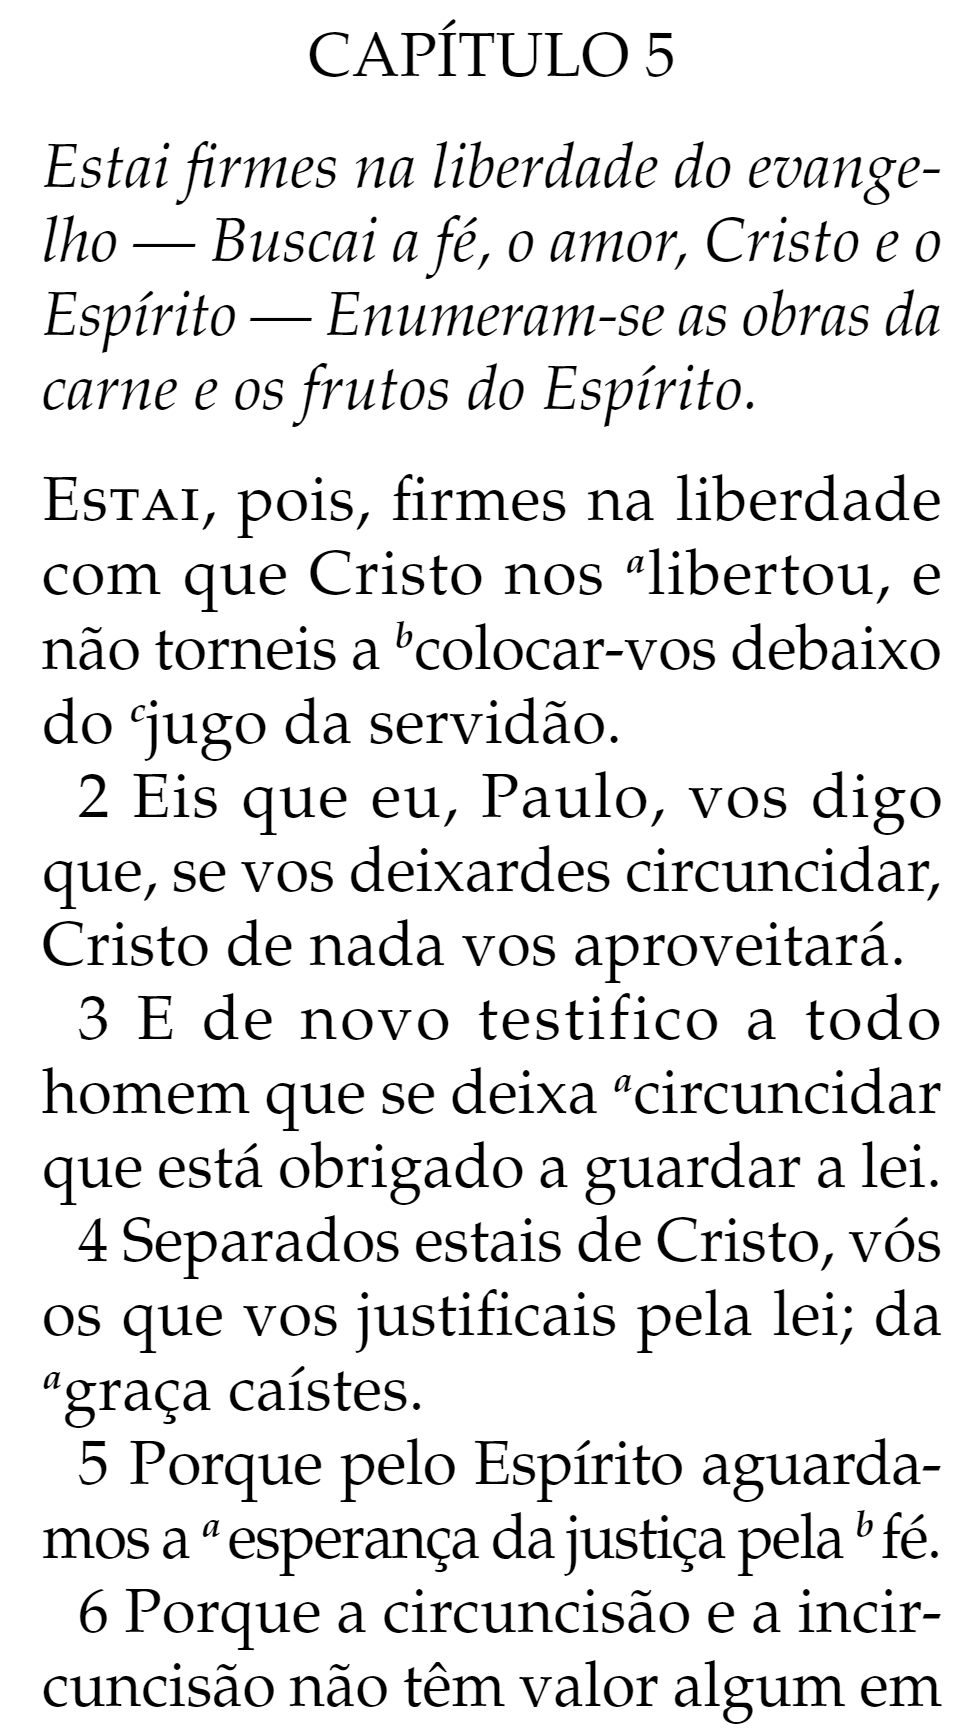 CAPÍTULO 5
Estai firmes na liberdade do evange-
lho — Buscai a fé, o amor, Cristo e o
Espírito — Enumeram-se as obras da
carne e os frutos do Espírito.
Estai, pois, firmes na liberdade
com que Cristo nos alibertou, e
não torneis a bcolocar-vos debaixo
do cjugo da servidão.
2 Eis que eu, Paulo, vos digo
que, se vos deixardes circuncidar,
Cristo de nada vos aproveitará.
3 E de novo testifico a todo
homem que se deixa acircuncidar
que está obrigado a guardar a lei.
4 Separados estais de Cristo, vós
os que vos justificais pela lei; da
agraça caístes.
5 Porque pelo Espírito aguarda-
mos a a esperança da justiça pela b fé.
6 Porque a circuncisão e a incir-
cuncisão não têm valor algum em